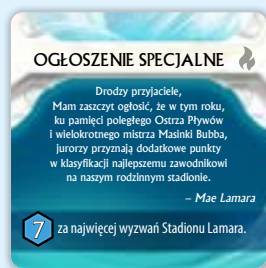 OGŁOSZENIE SPECJALNE
Drodzy przyjaciele,
Mam zaszczyt ogłosić, że w tym roku,
ku pamięci poległego Ostrza Pływów
i wielokrotnego mistrza Masinki Bubba,
jurorzy przyznają dodatkowe punkty
w klasyfikacji najlepszemu zawodnikowi
na naszym rodzinnym stadionie.
– Mae Lamara
7 za najwięcej wyzwań Stadionu Lamara.